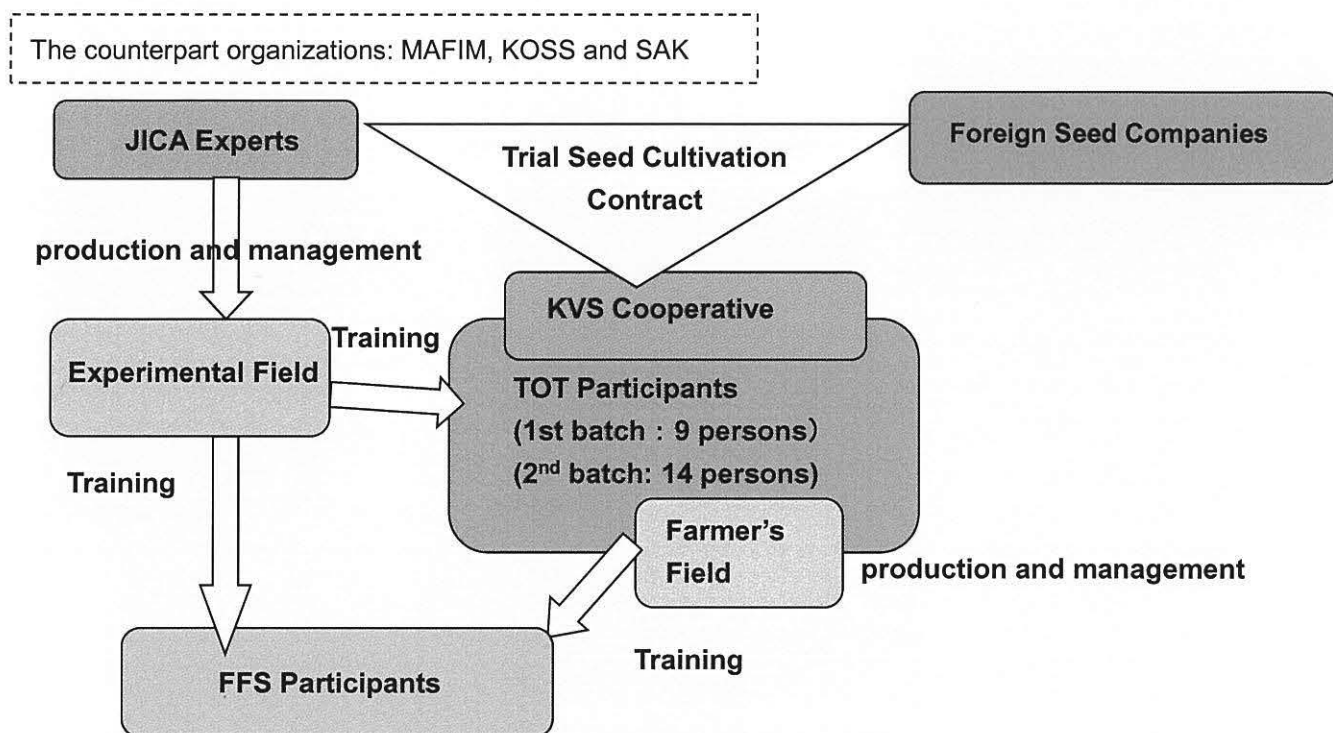 The counterpart organizations: MAFIM, KOSS and SAK
JICA Experts
Foreign Seed Companies
Trial Seed Cultivation
Contract
production and management
KVS Cooperative
Training
Experimental Field
TOT Participants
(1st batch : 9 persons)
(2nd batch: 14 persons)
Training
Farmer's
Field
production and management
Training
FFS Participants